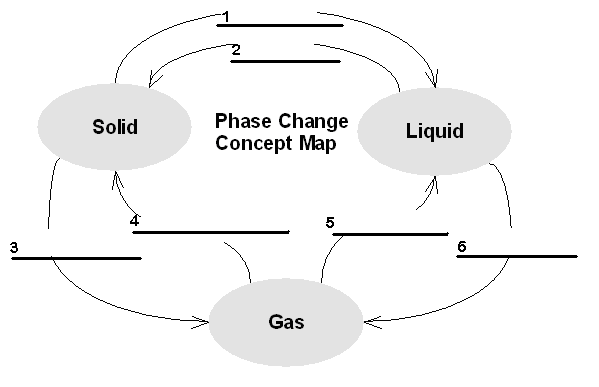 1
2
Solid
Phase Change
Concept Map
Liquid
3
4
5
6
Gas